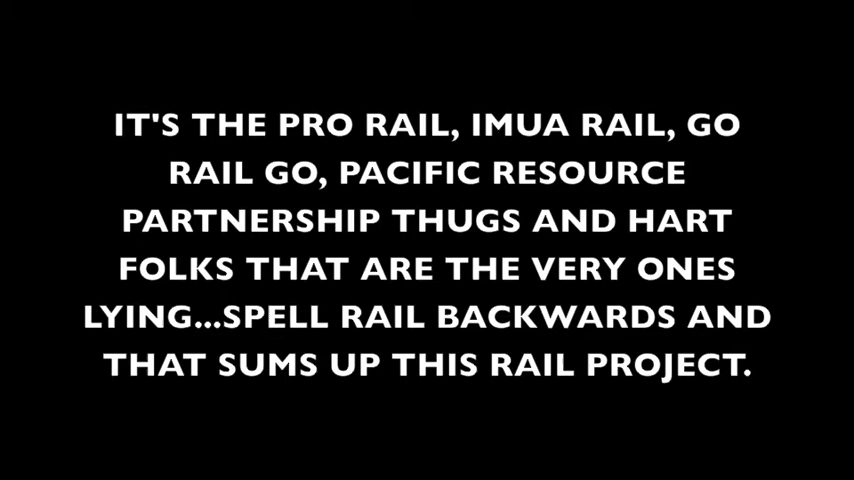 IT'S THE PRO RAIL, IMUA RAIL, GO
RAIL GO, PACIFIC RESOURCE
PARTNERSHIP THUGS AND HART
FOLKS THAT ARE THE VERY ONES
LYING...SPELL RAIL BACKWARDS AND
THAT SUMS UP THIS RAIL PROJECT.